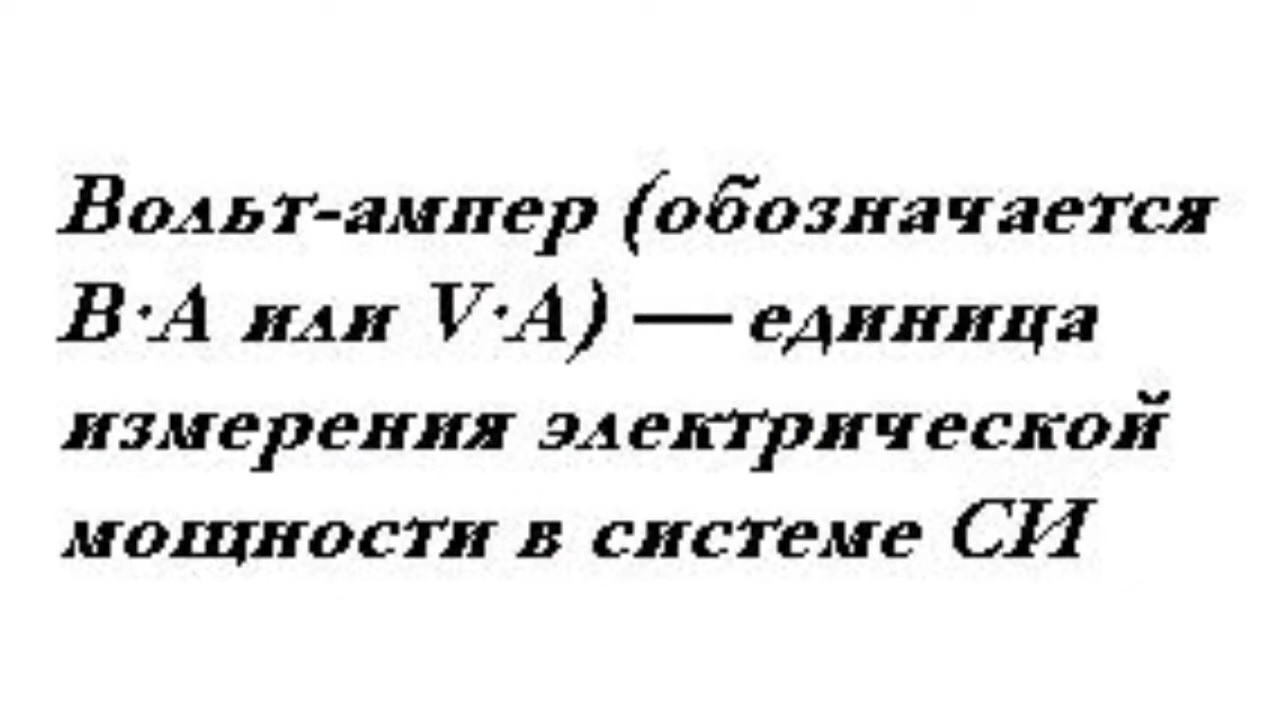 Вольт-ампер (обозначается
В·А или V·A) — единица
измерения электрической
мощности в системе СИ